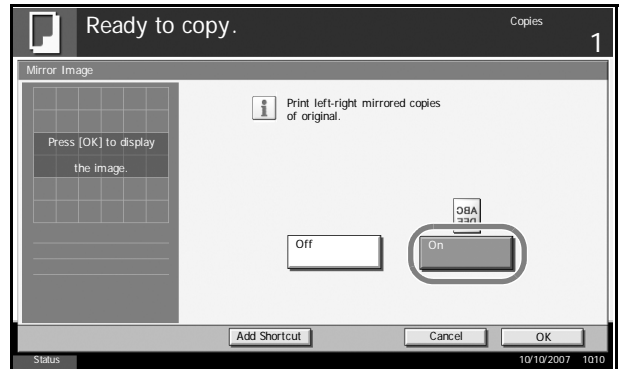 Ready to copy.
Copies
1
Mirror Image
Print left-right mirrored copies
of original.
Press [OK] to display
the image.
ABC
Off
On
Add Shortcut
Cancel
OK
Status
10/10/2007 10:10